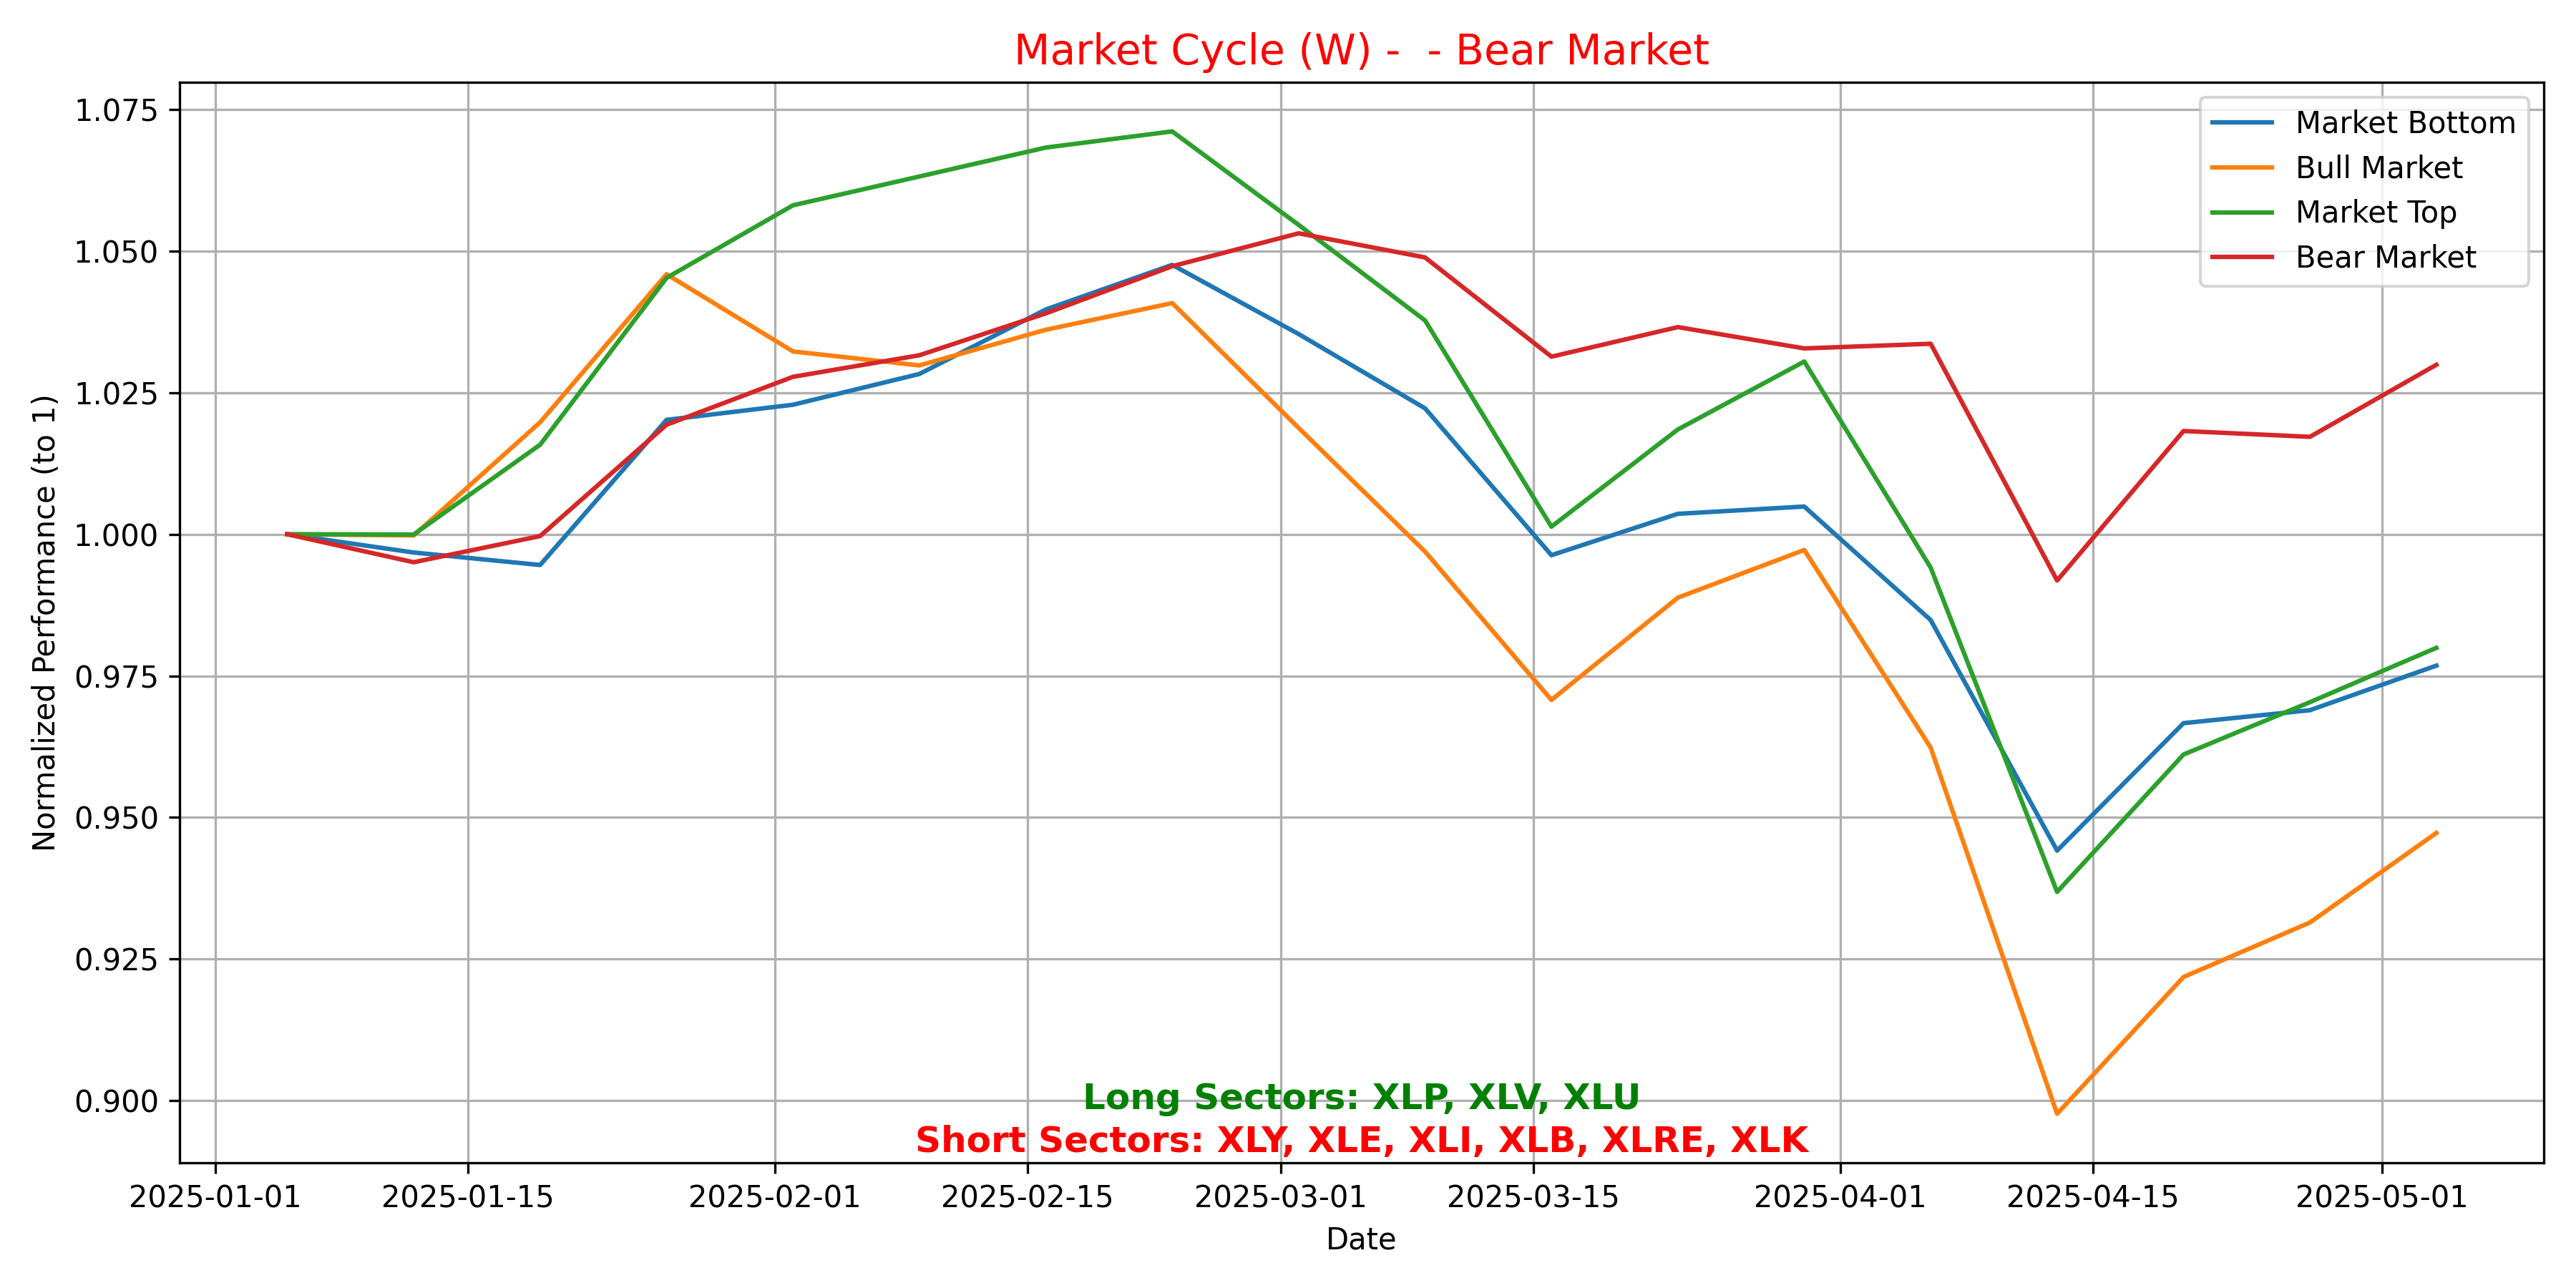 Market Cycle (W) -  - Bear Market
1.075
1.050
1.025
1.000
0.975
0.950
0.925
0.900
Normalized Performance (to 1)
Market Bottom
Bull Market
Market Top
Bear Market
Long Sectors: XLP, XLV, XLU
Short Sectors: XLY, XLE, XLI, XLB, XLRE, XLK
2025-01-01 2025-01-15 2025-02-01 2025-02-15 2025-03-01 2025-03-15 2025-04-01 2025-04-15 2025-05-01
Date